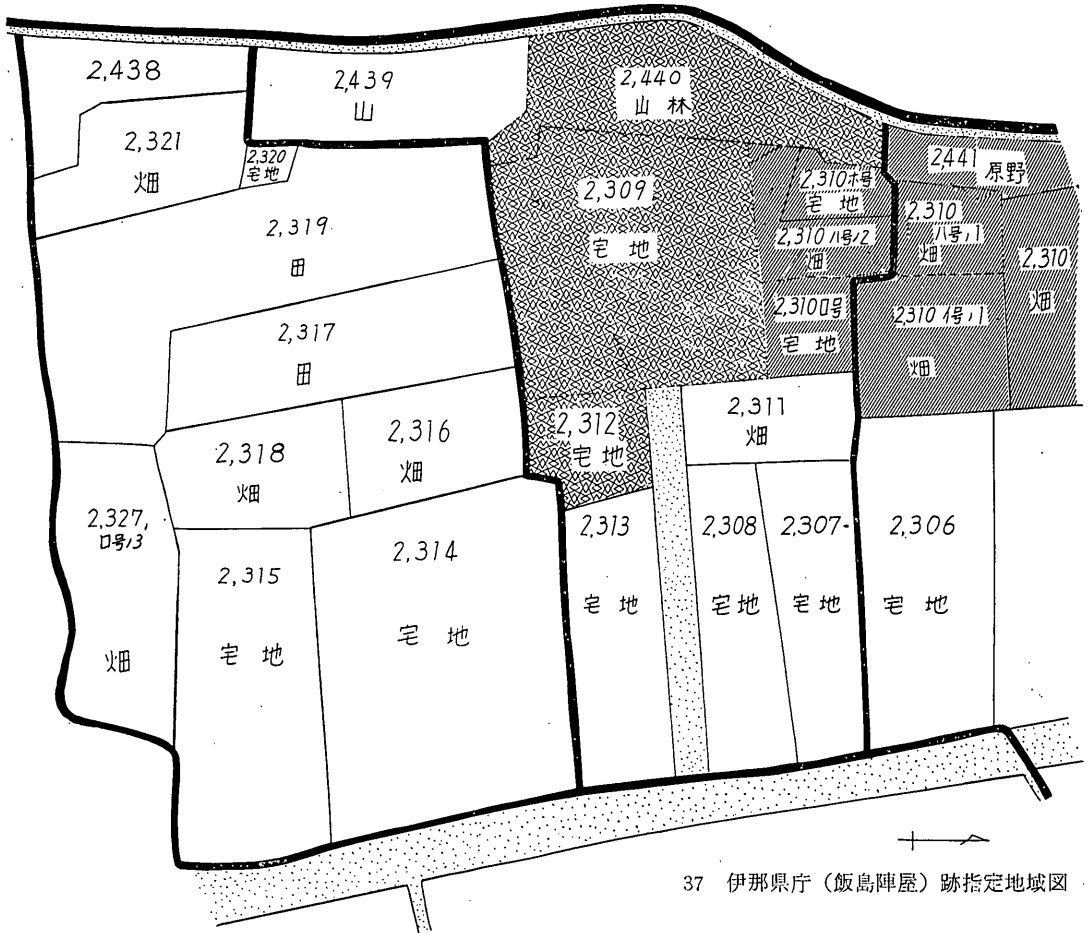 2,438
2,439
山
2,440
山林
2,321
畑
2,320
宅地
2,441 原野
2,309
宅地
2,310ホ号
宅地
2,310
ハ号ノ1
畑
2,310ハ号ノ2
畑
2,310
畑
2,319
田
2,310ロ号
宅地
2310イ号ノ1
畑
2,317
田
2,311
畑
2,312
宅地
2,316
畑
2,318
畑
2,327,
ロ号ノ3
畑
2,313
宅地
2,308
宅地
2,307
宅地
2,306
宅地
2,314
宅地
2,315
宅地
37 伊那県庁(飯島陣屋)跡指定地域図